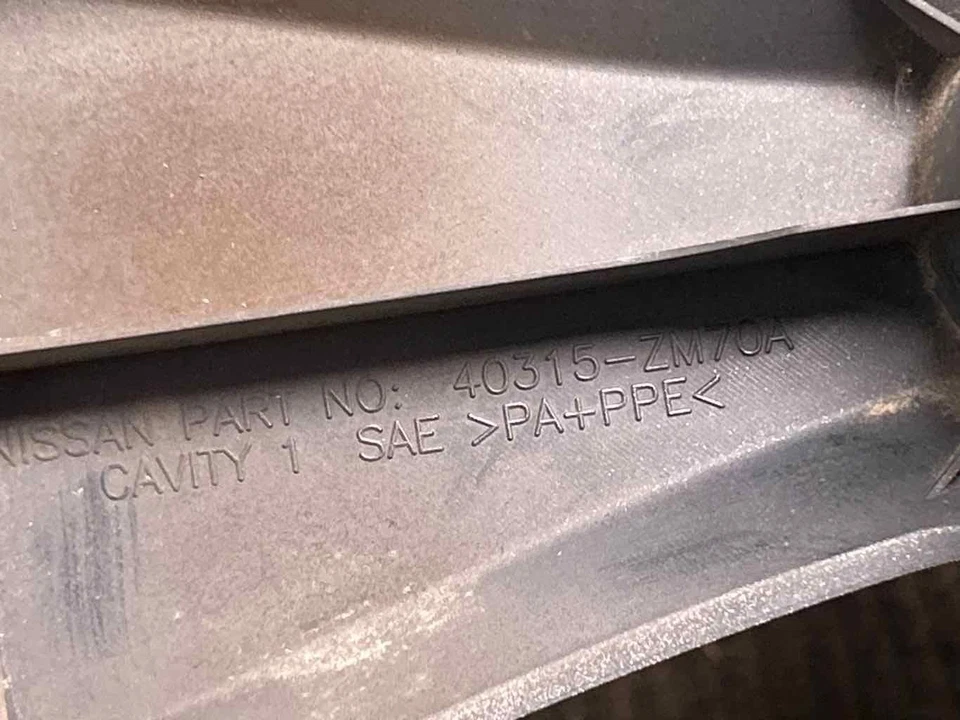 NISSAN PART NO: 40315-ZM70A
CAVITY 1 SAE >PA+PPE<